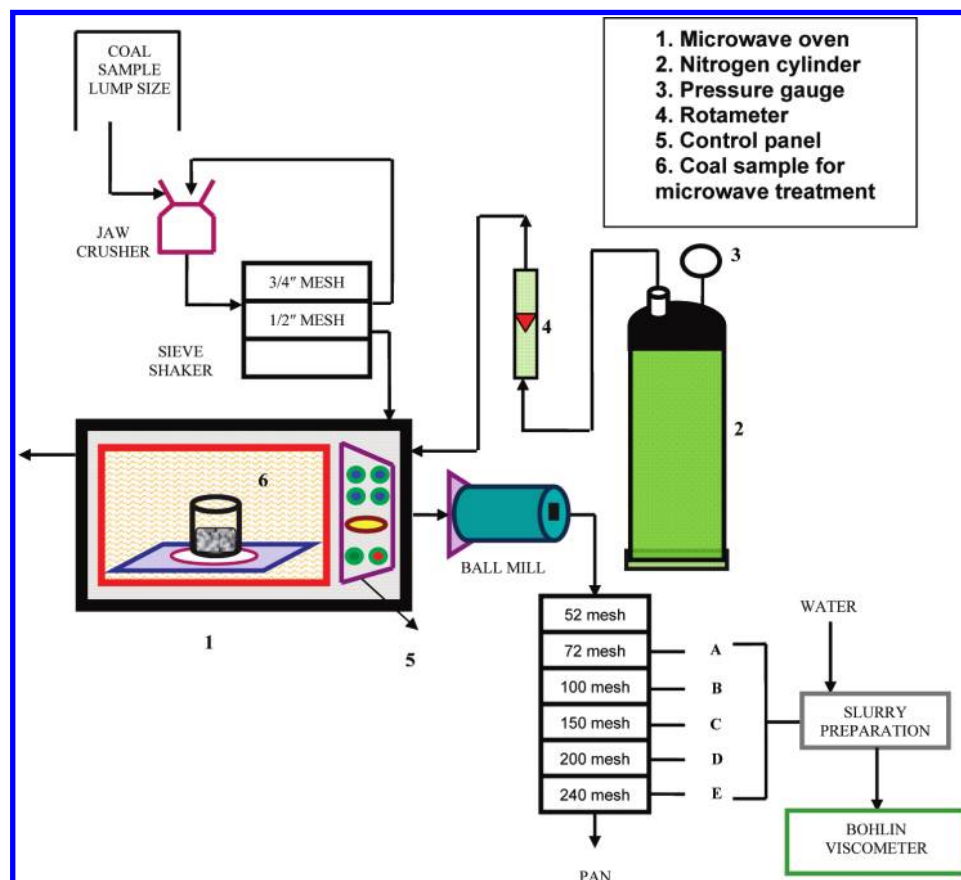 COAL
SAMPLE
LUMP SIZE
1. Microwave oven
2. Nitrogen cylinder
3. Pressure gauge
4. Rotameter
5. Control panel
6. Coal sample for
microwave treatment
JAW
CRUSHER
3/4" MESH
1/2" MESH
SIEVE
SHAKER
3
4
2
6
BALL MILL
1
5
52 mesh
72 mesh
100 mesh
150 mesh
200 mesh
240 mesh
A
B
C
D
E
WATER
SLURRY
PREPARATION
BOHLIN
VISCOMETER
PAN